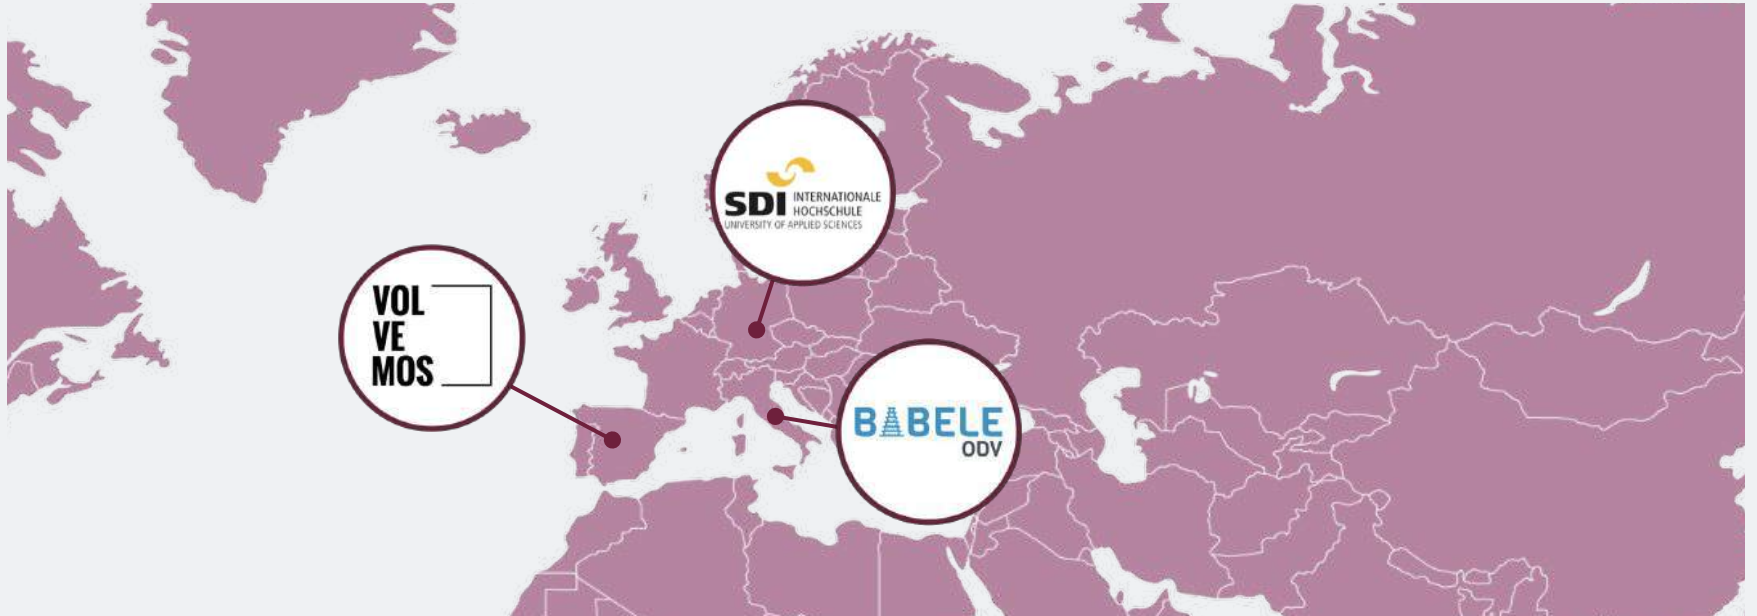 SDI INTERNATIONALE
HOCHSCHULE
UNIVERSITY OF APPLIED SCIENCES
VOL
VE
MOS
BABELE
ODV